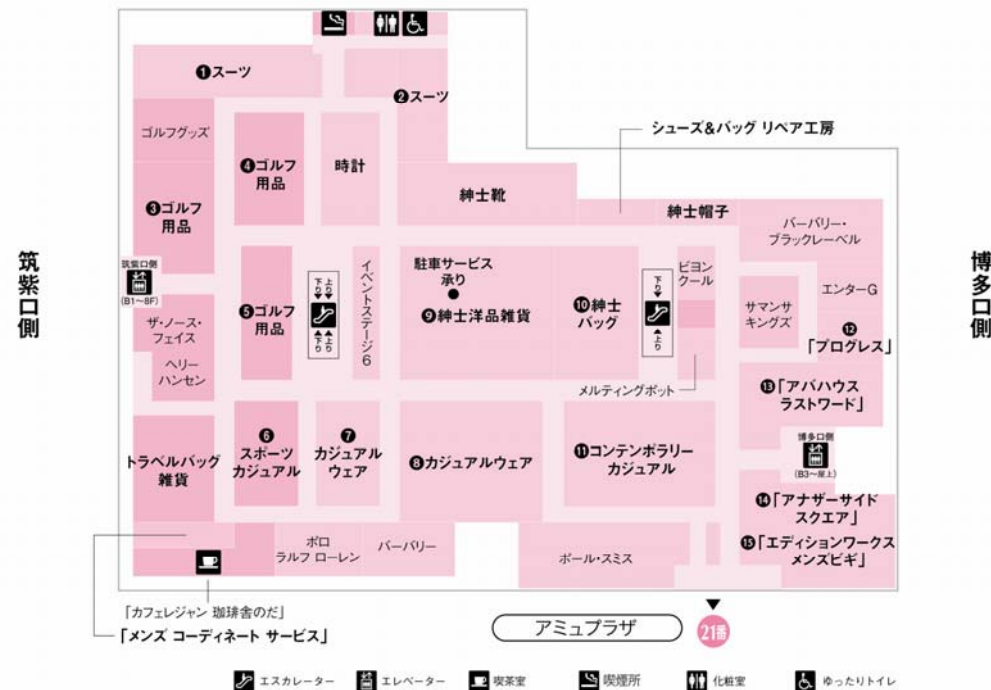 ❶スーツ
❷スーツ
ゴルフグッズ
❹ゴルフ
用品
時計
シューズ&バッグ リペア工房
❸ゴルフ
用品
紳士靴
紳士帽子
バーバリー・
ブラックレーベル
筑紫口側
筑紫口側
(B1〜8F)
❺ゴルフ
用品
下り
上り
下り
上り
イベントステージ6
駐車サービス
承り
❾紳士洋品雑貨
❿紳士
バッグ
下り
上り
ビヨン
クール
サマンサ
キングズ
エンターG
博多口側
⓬
「プログレス」
ザ・ノース・
フェイス
ヘリー
ハンセン
メルティングポット
⓭「アバハウス
ラストワード」
トラベルバッグ
雑貨
❻
スポーツ
カジュアル
❼
カジュアル
ウェア
❽カジュアルウェア
⓫コンテンポラリー
カジュアル
博多口側
(B3〜屋上)
⓮「アナザーサイド
スクエア」
⓯「エディションワークス
メンズビギ」
ポロ
ラルフ ローレン
バーバリー
ポール・スミス
「カフェレジャン 珈琲舎のだ」
「メンズ コーディネート サービス」
アミュプラザ
21番
エスカレーター
エレベーター
喫茶室
喫煙所
化粧室
ゆったりトイレ